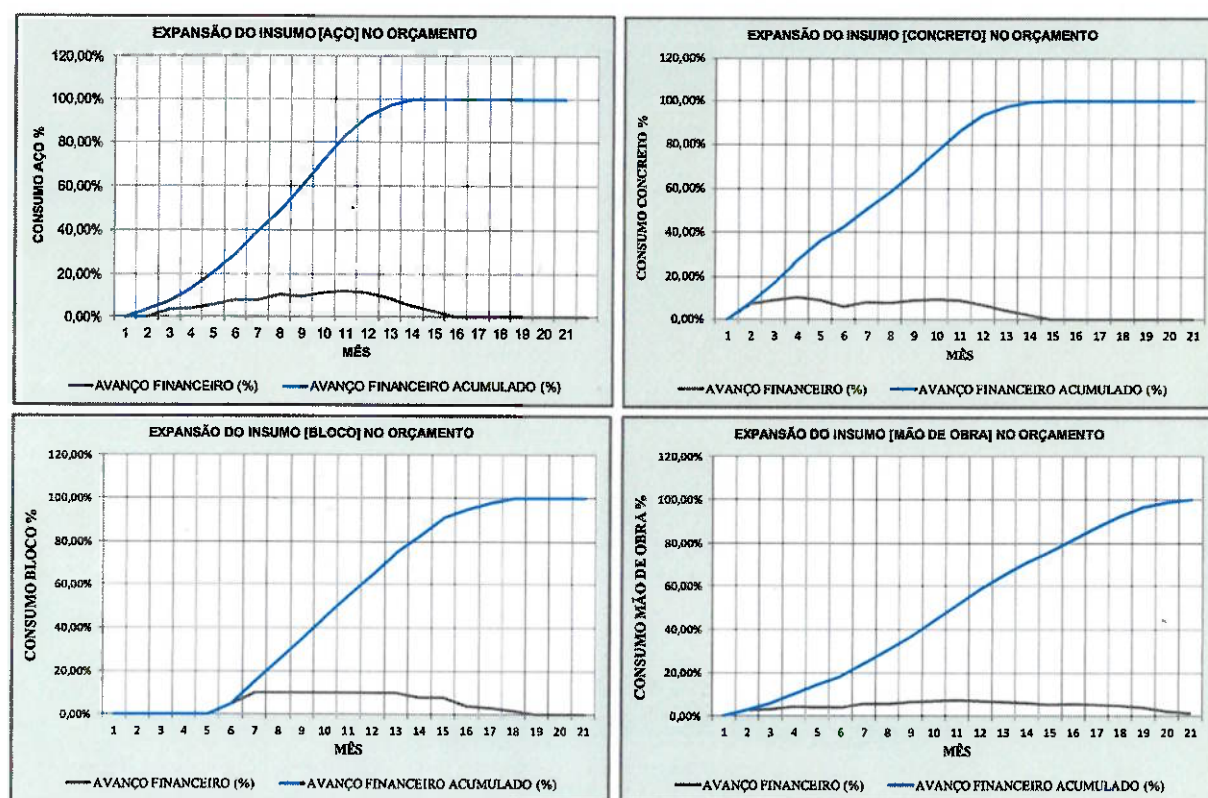 EXPANSÃO DO INSUMO [AÇO] NO ORÇAMENTO
120,00%
100,00%
80,00%
60,00%
40,00%
20,00%
0,00%
CONSUMO AÇO %
1 2 3 4 5 6 7 8 9 10 11 12 13 14 15 16 17 18 19 20 21
MÊS
AVANÇO FINANCEIRO (%) AVANÇO FINANCEIRO ACUMULADO (%)
EXPANSÃO DO INSUMO [CONCRETO] NO ORÇAMENTO
120,00%
100,00%
80,00%
60,00%
40,00%
20,00%
0,00%
CONSUMO CONCRETO %
1 2 3 4 5 6 7 8 9 10 11 12 13 14 15 16 17 18 19 20 21
MÊS
AVANÇO FINANCEIRO (%) AVANÇO FINANCEIRO ACUMULADO (%)
EXPANSÃO DO INSUMO [BLOCO] NO ORÇAMENTO
120,00%
100,00%
80,00%
60,00%
40,00%
20,00%
0,00%
CONSUMO BLOCO %
1 2 3 4 5 6 7 8 9 10 11 12 13 14 15 16 17 18 19 20 21
MÊS
AVANÇO FINANCEIRO (%) AVANÇO FINANCEIRO ACUMULADO (%)
EXPANSÃO DO INSUMO [MÃO DE OBRA] NO ORÇAMENTO
120,00%
100,00%
80,00%
60,00%
40,00%
20,00%
0,00%
CONSUMO MÃO DE OBRA %
1 2 3 4 5 6 7 8 9 10 11 12 13 14 15 16 17 18 19 20 21
MÊS
AVANÇO FINANCEIRO (%) AVANÇO FINANCEIRO ACUMULADO (%)